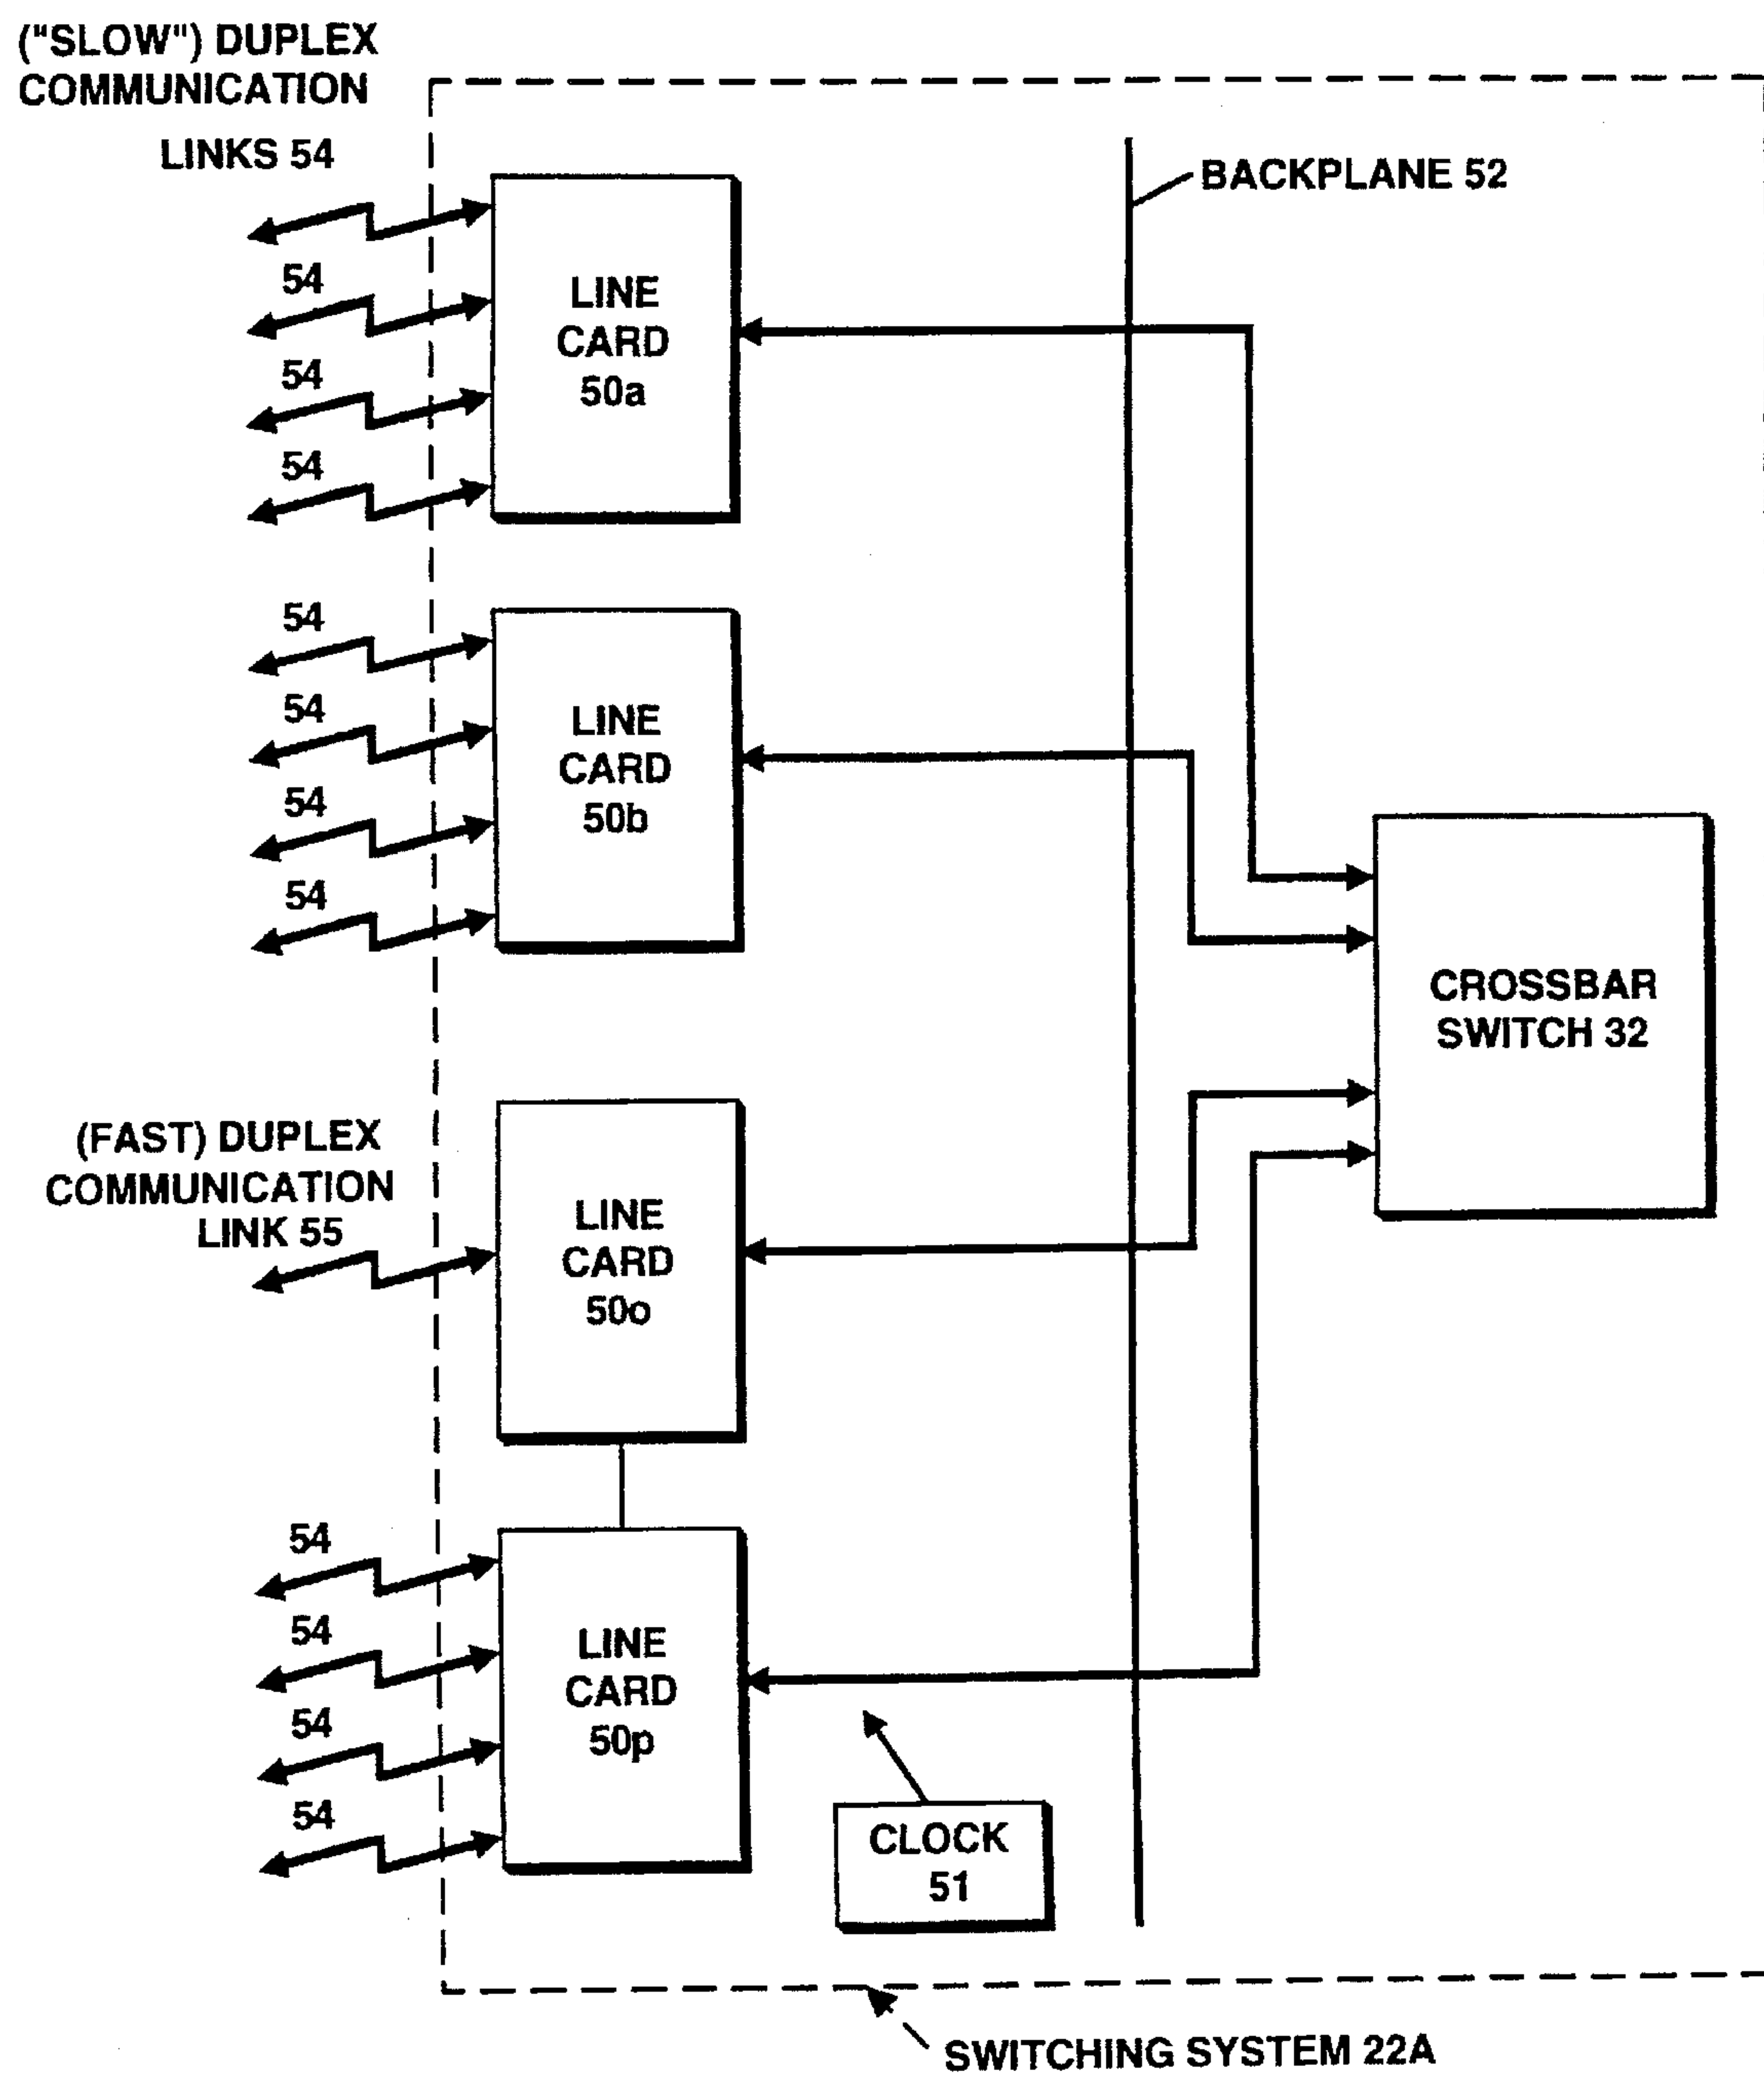 ("SLOW") DUPLEX
COMMUNICATION
LINKS 54
BACKPLANE 52
54
54
54
LINE
CARD
50a
54
54
54
54
LINE
CARD
50b
CROSSBAR
SWITCH 32
(FAST) DUPLEX
COMMUNICATION
LINK 55
LINE
CARD
50o
54
54
54
54
LINE
CARD
50p
CLOCK
51
SWITCHING SYSTEM 22A